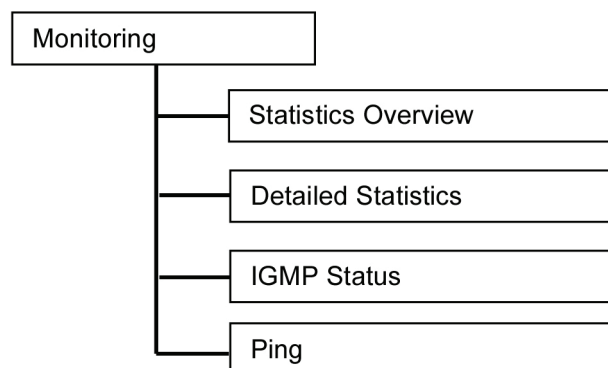 Monitoring
Statistics Overview
Detailed Statistics
IGMP Status
Ping